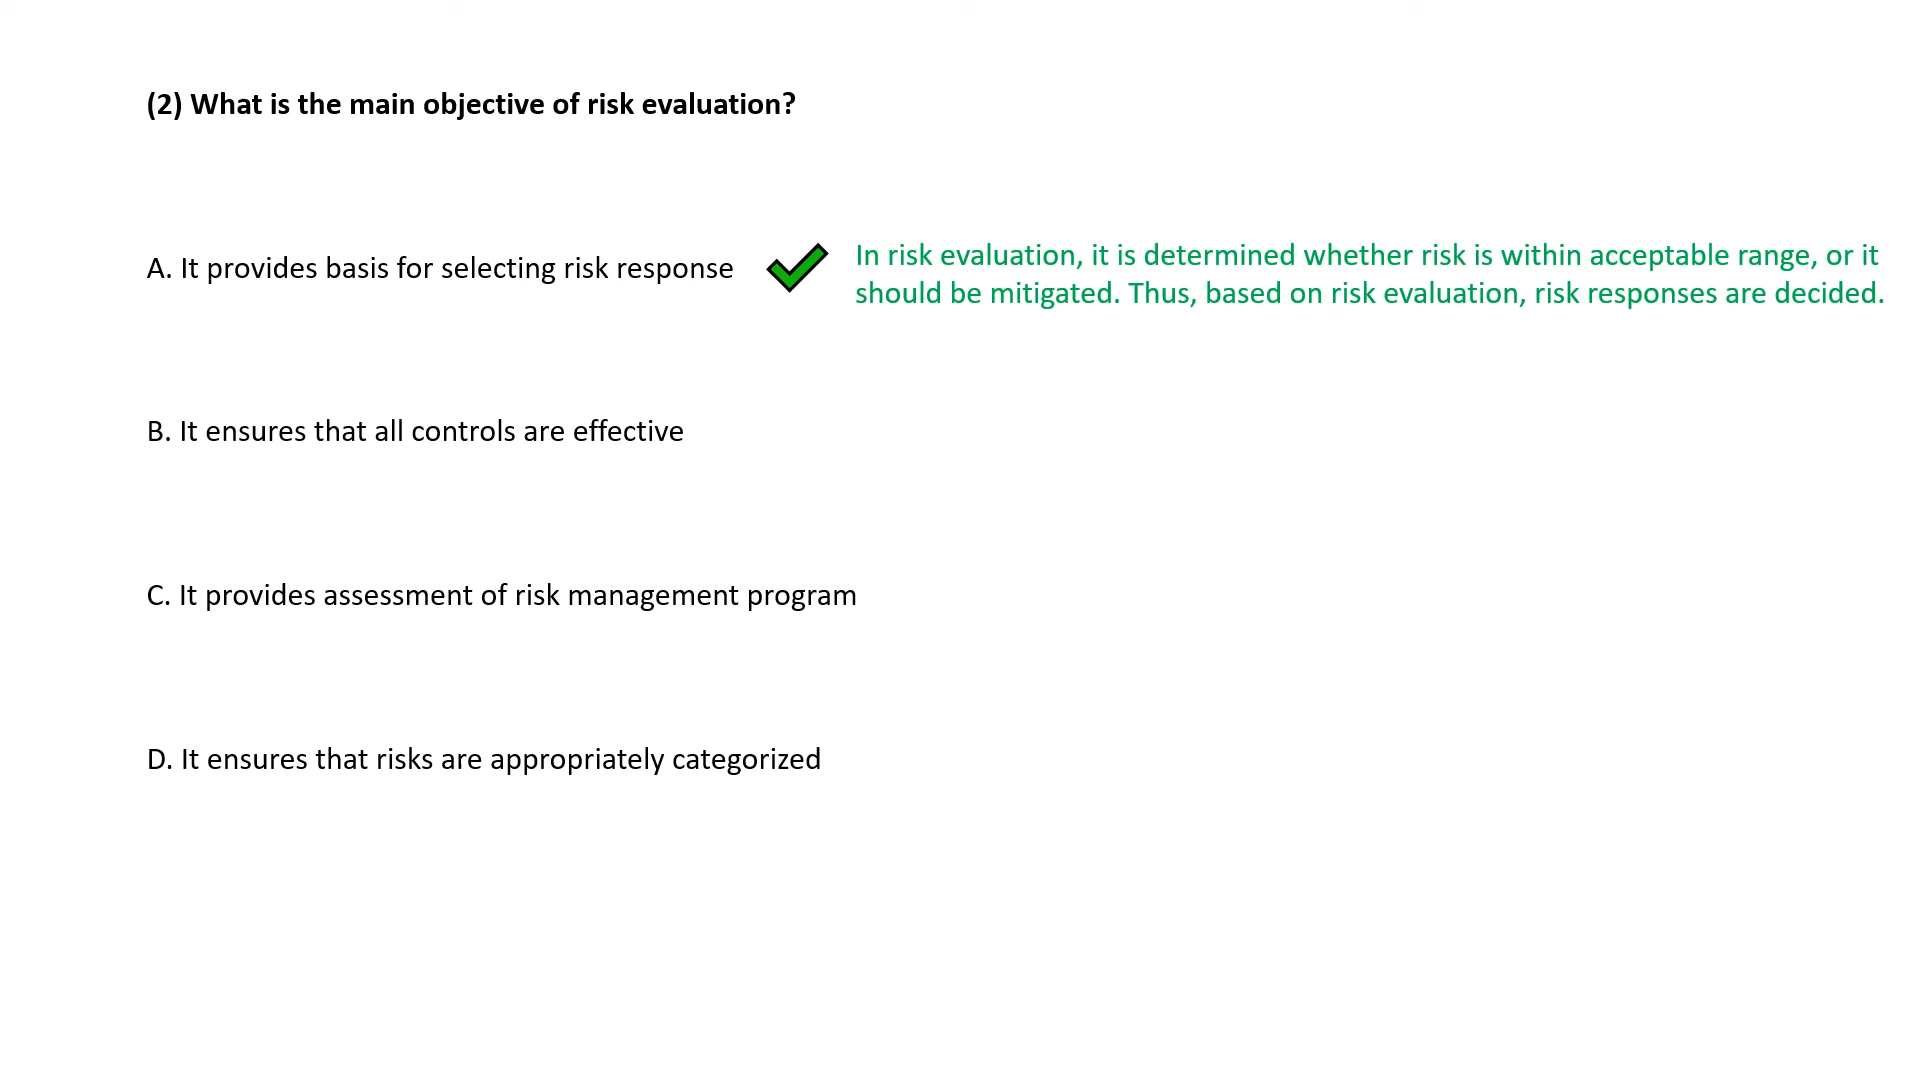 (2) What is the main objective of risk evaluation?
A. It provides basis for selecting risk response
In risk evaluation, it is determined whether risk is within acceptable range, or it
should be mitigated. Thus, based on risk evaluation, risk responses are decided.
B. It ensures that all controls are effective
C. It provides assessment of risk management program
D. It ensures that risks are appropriately categorized